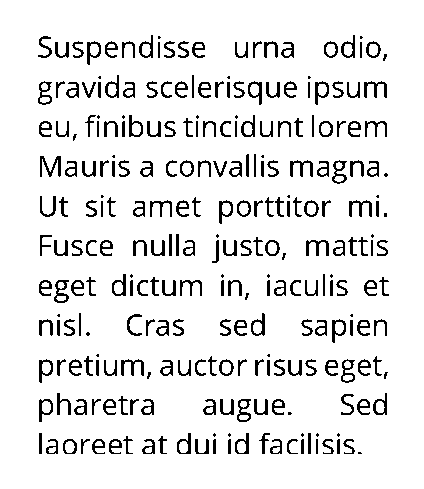 Suspendisse urna odio,
gravida scelerisque ipsum
eu, finibus tincidunt lorem
Mauris a convallis magna.
Ut sit amet porttitor mi.
Fusce nulla justo, mattis
eget dictum in, iaculis et
nisl. Cras sed sapien
pretium, auctor risus eget,
pharetra augue. Sed
laoreet at dui id facilisis.